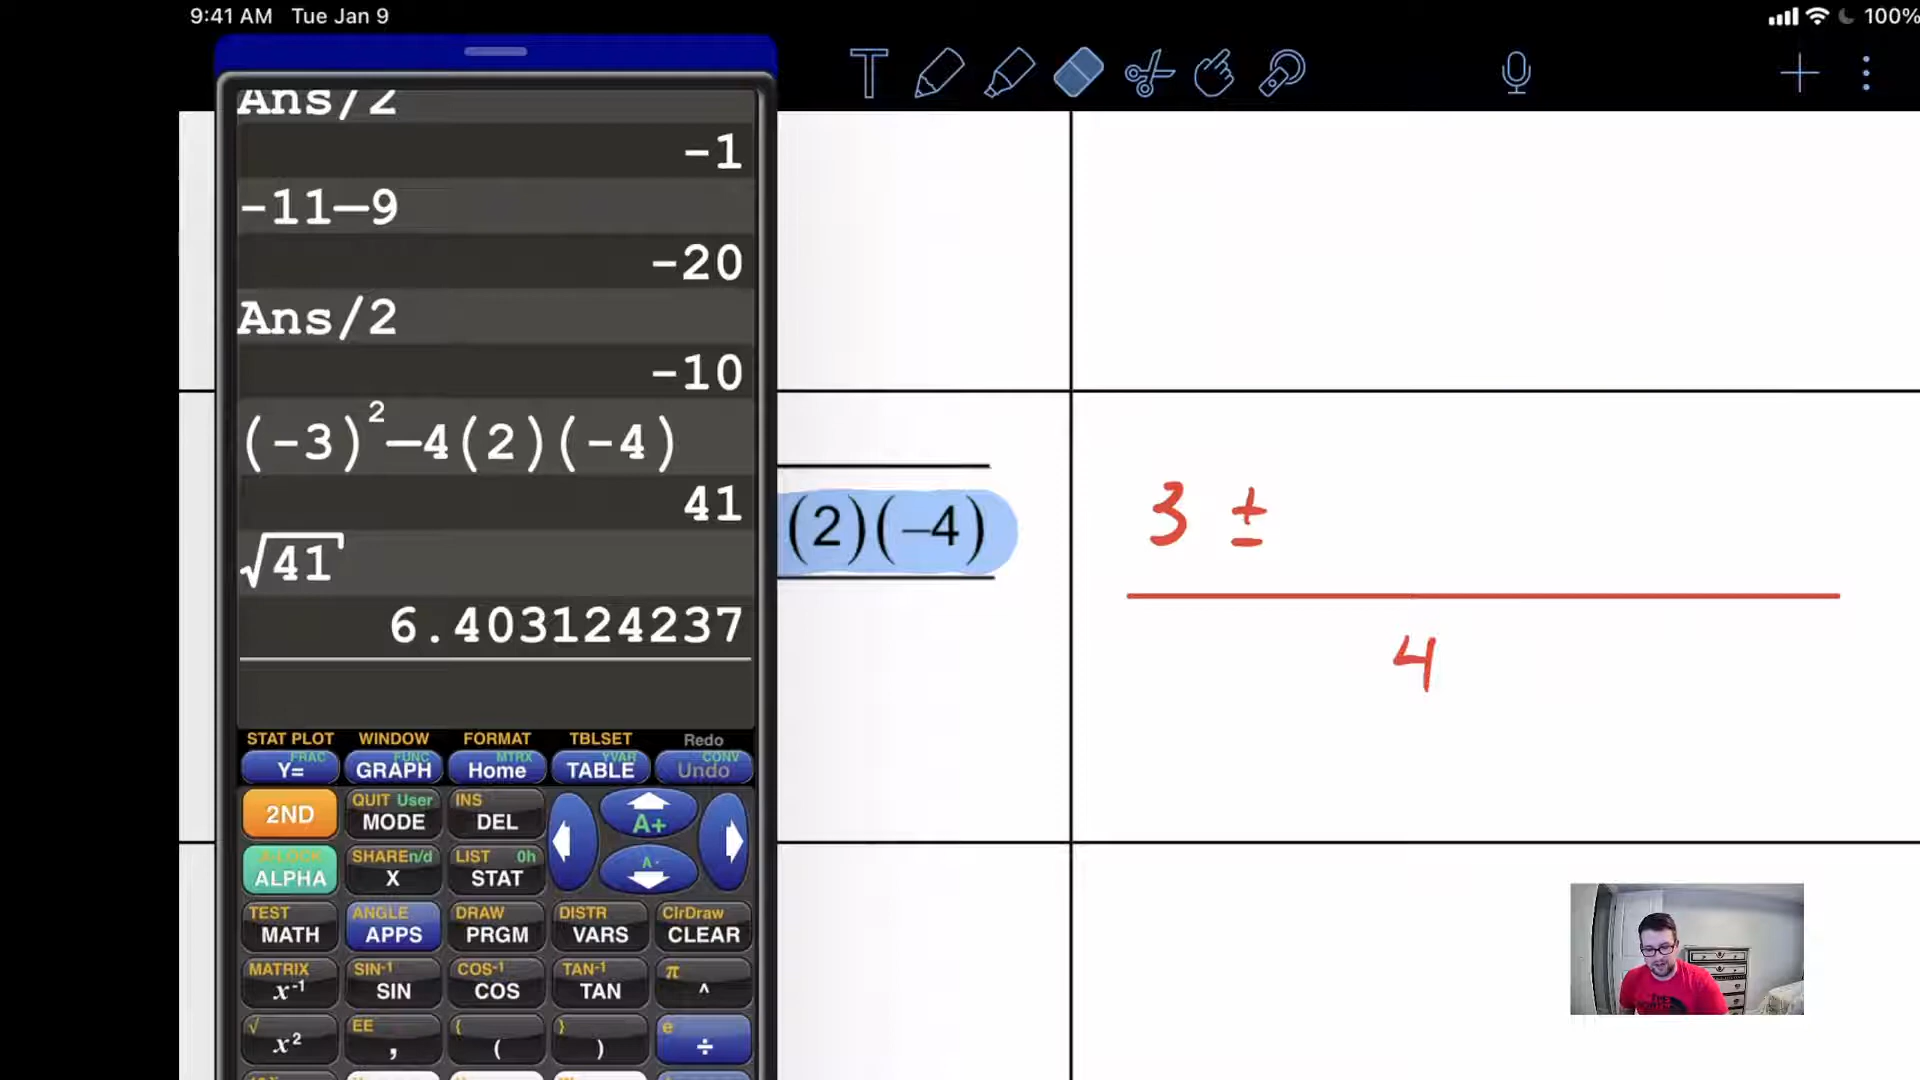 9:41 AM Tue Jan 9
100%
Ans/2
-1
-11-9
-20
Ans/2
-10
(-3)²-4(2)(-4)
41
√41
6.403124237
(2)(–4)
3 ±
4
STAT PLOT WINDOW FORMAT TBLSET Redo
FRAC FUNC MTRX YVAR CONV
Y= GRAPH Home TABLE Undo
QUIT User INS
2ND MODE DEL A+
A-LOCK SHARE n/d LIST 0h A-
ALPHA X STAT
TEST ANGLE DRAW DISTR ClrDraw
MATH APPS PRGM VARS CLEAR
MATRIX SIN⁻¹ COS⁻¹ TAN⁻¹ π
x⁻¹ SIN COS TAN ^
√ EE { } e
x² , ( ) ÷